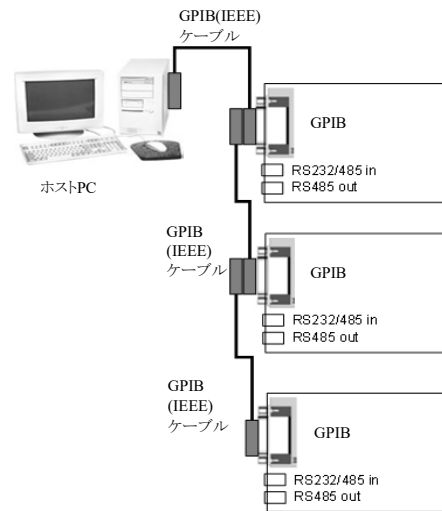 GPIB(IEEE)
ケーブル
GPIB
RS232/485 in
RS485 out
ホストPC
GPIB
(IEEE)
ケーブル
GPIB
RS232/485 in
RS485 out
GPIB
(IEEE)
ケーブル
GPIB
RS232/485 in
RS485 out